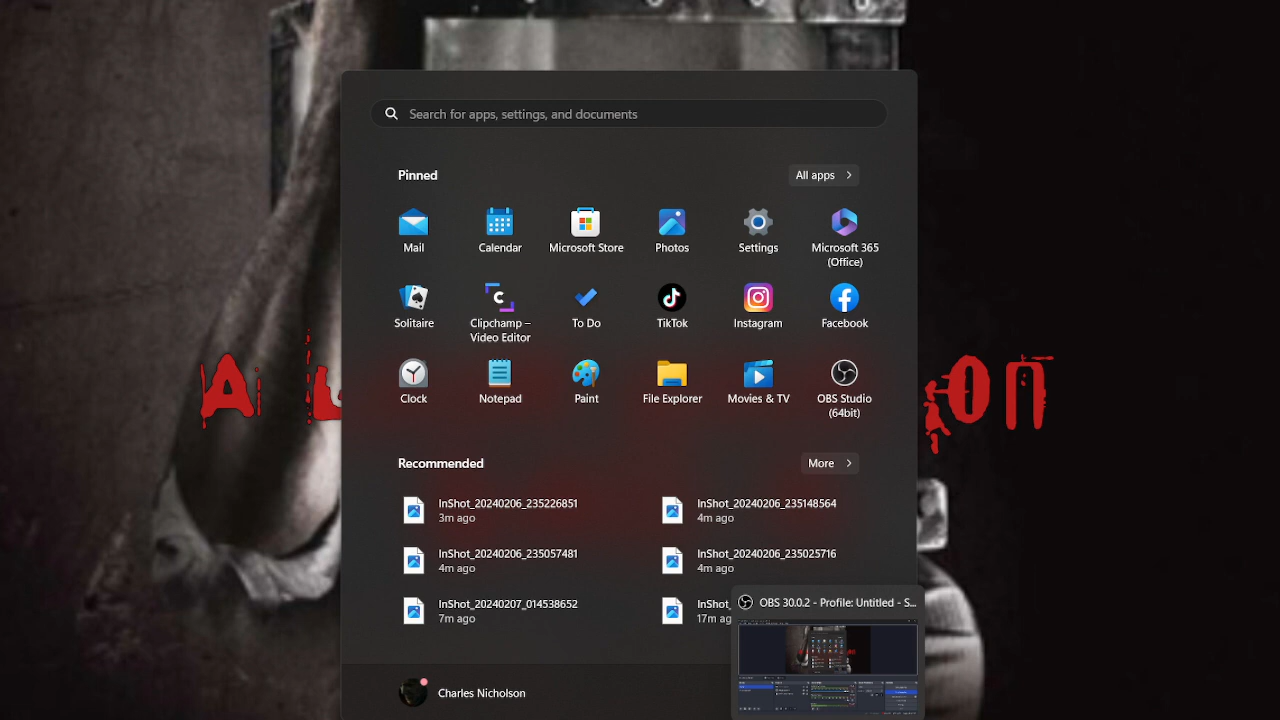 Search for apps, settings, and documents
Pinned
All apps
Mail
Calendar
Microsoft Store
Photos
Settings
Microsoft 365
(Office)
Solitaire
Clipchamp –
Video Editor
To Do
TikTok
Instagram
Facebook
Clock
Notepad
Paint
File Explorer
Movies & TV
OBS Studio
(64bit)
Recommended
More
InShot_20240206_235226851
3m ago
InShot_20240206_235148564
4m ago
InShot_20240206_235057481
4m ago
InShot_20240206_235025716
4m ago
InShot_20240207_014538652
7m ago
InShot_
17m ag
OBS 30.0.2 - Profile: Untitled - S...
Charles Nicholson